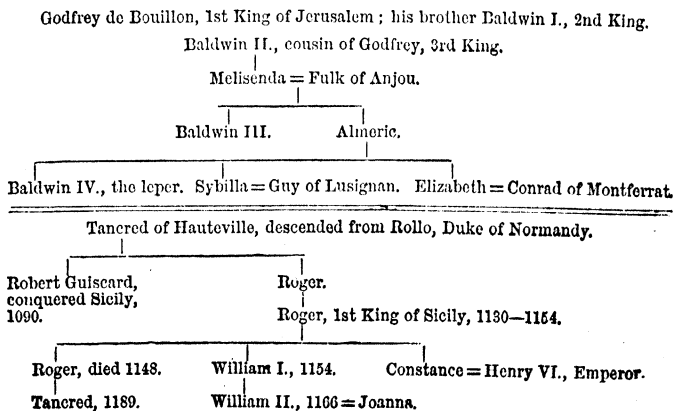 Godfrey de Bouillon, 1st King of Jerusalem; his brother Baldwin I., 2nd King.
Baldwin II., cousin of Godfrey, 3rd King.
Melisenda = Fulk of Anjou.
Baldwin III. Almeric.
Baldwin IV., the leper. Sybilla = Guy of Lusignan. Elizabeth = Conrad of Montferrat.
Tancred of Hauteville, descended from Rollo, Duke of Normandy.
Robert Guiscard, Roger.
conquered Sicily,
1090. Roger, 1st King of Sicily, 1130—1154.
Roger, died 1148. William I., 1154. Constance = Henry VI., Emperor.
Tancred, 1189. William II., 1166 = Joanna.